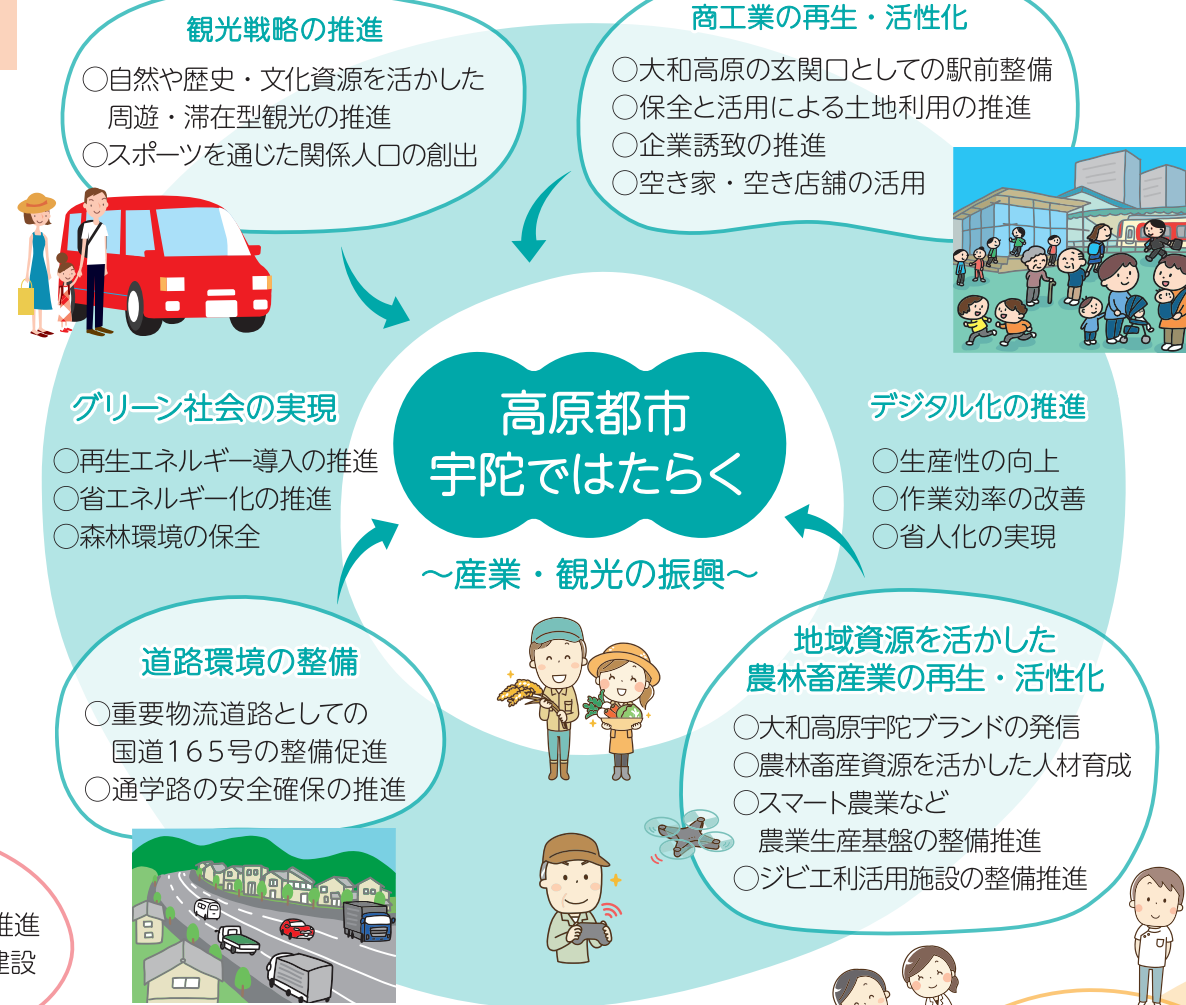 観光戦略の推進
○自然や歴史・文化資源を活かした
周遊・滞在型観光の推進
○スポーツを通じた関係人口の創出
商工業の再生・活性化
○大和高原の玄関口としての駅前整備
○保全と活用による土地利用の推進
○企業誘致の推進
○空き家・空き店舗の活用
グリーン社会の実現
○再生エネルギー導入の推進
○省エネルギー化の推進
○森林環境の保全
高原都市
宇陀ではたらく
～産業・観光の振興～
デジタル化の推進
○生産性の向上
○作業効率の改善
○省人化の実現
道路環境の整備
○重要物流道路としての
国道165号の整備促進
○通学路の安全確保の推進
地域資源を活かした
農林畜産業の再生・活性化
○大和高原宇陀ブランドの発信
○農林畜産資源を活かした人材育成
○スマート農業など
農業生産基盤の整備推進
○ジビエ利活用施設の整備推進
推進
建設